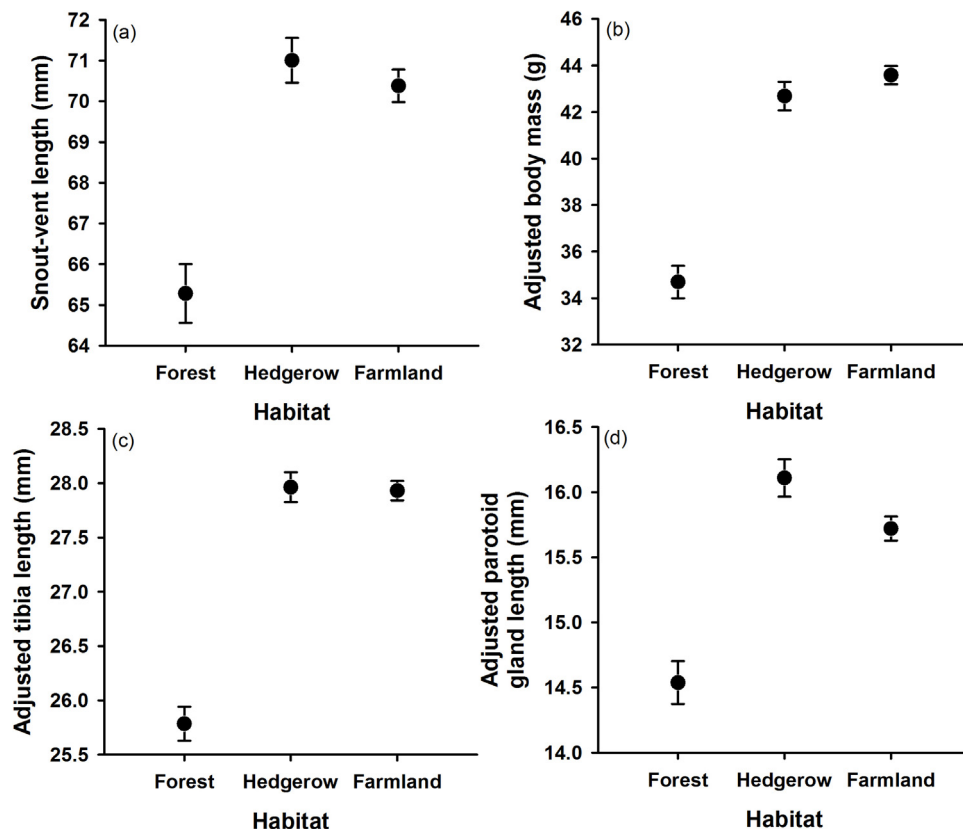 (a)
Snout-vent length (mm)
72
71
70
69
68
67
66
65
64
Forest Hedgerow Farmland
Habitat
(b)
Adjusted body mass (g)
46
44
42
40
38
36
34
32
Forest Hedgerow Farmland
Habitat
(c)
Adjusted tibia length (mm)
28.5
28.0
27.5
27.0
26.5
26.0
25.5
Forest Hedgerow Farmland
Habitat
(d)
Adjusted parotoid
gland length (mm)
16.5
16.0
15.5
15.0
14.5
14.0
Forest Hedgerow Farmland
Habitat